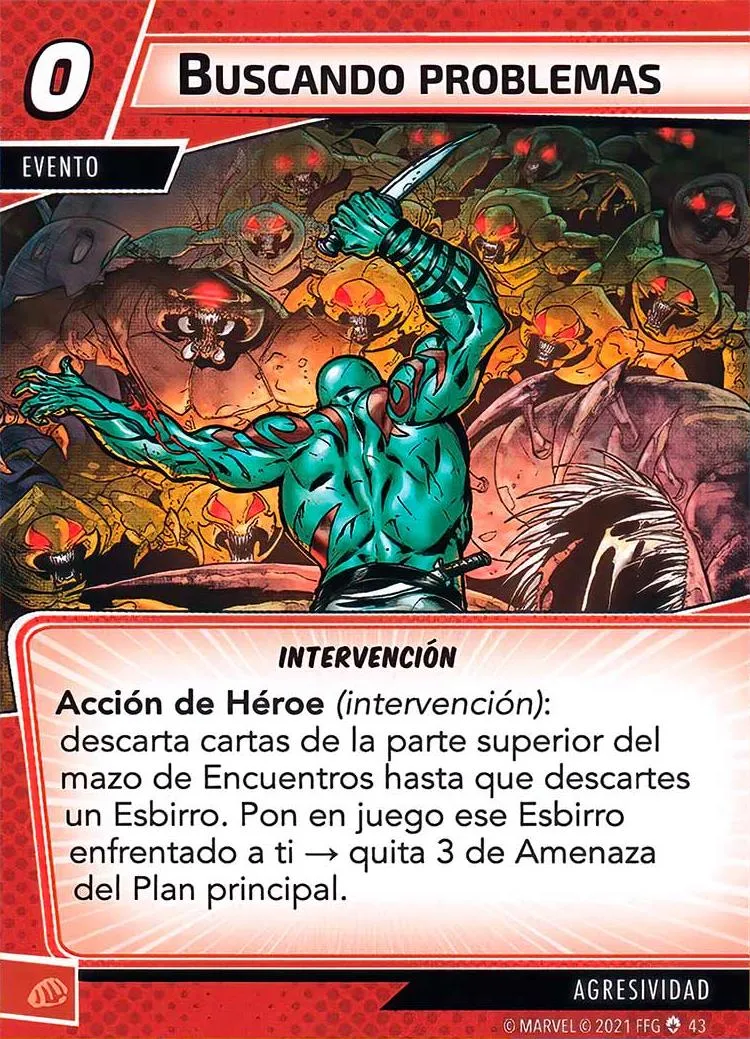 0
BUSCANDO PROBLEMAS
EVENTO
INTERVENCIÓN
Acción de Héroe (intervención):
descarta cartas de la parte superior del
mazo de Encuentros hasta que descartes
un Esbirro. Pon en juego ese Esbirro
enfrentado a ti → quita 3 de Amenaza
del Plan principal.
AGRESIVIDAD
© MARVEL © 2021 FFG 43